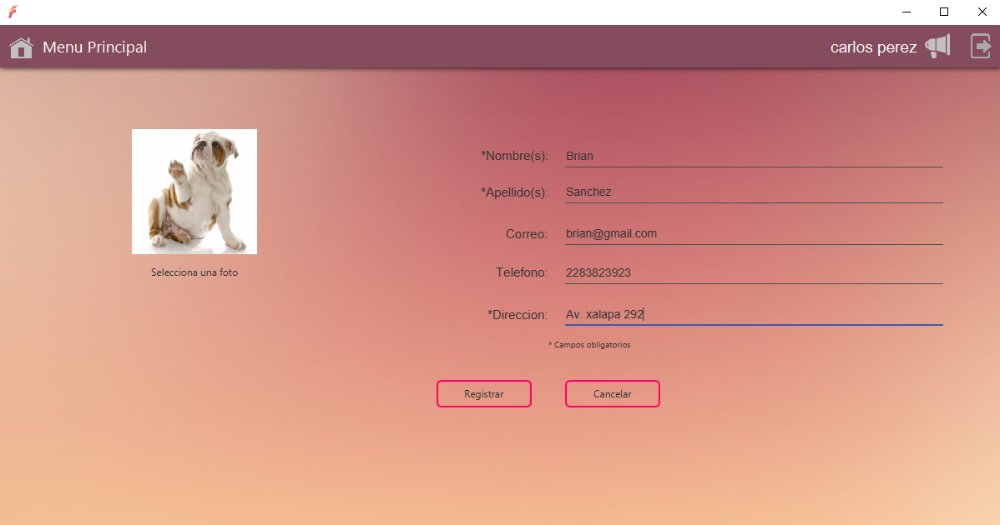 Menu Principal
carlos perez
Selecciona una foto
*Nombre(s): Brian
*Apellido(s): Sanchez
Correo: brian@gmail.com
Telefono: 2283823923
*Direccion: Av. xalapa 292
* Campos obligatorios
Registrar
Cancelar